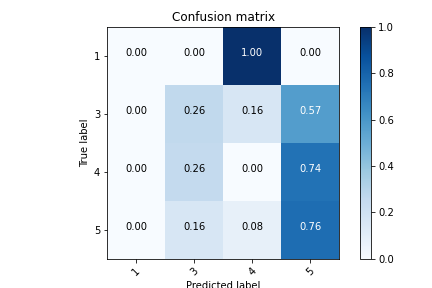 Confusion matrix
1 0.00 0.00 1.00 0.00
3 0.00 0.26 0.16 0.57
4 0.00 0.26 0.00 0.74
5 0.00 0.16 0.08 0.76
True label
1 3 4 5
Predicted label
1.0
0.8
0.6
0.4
0.2
0.0